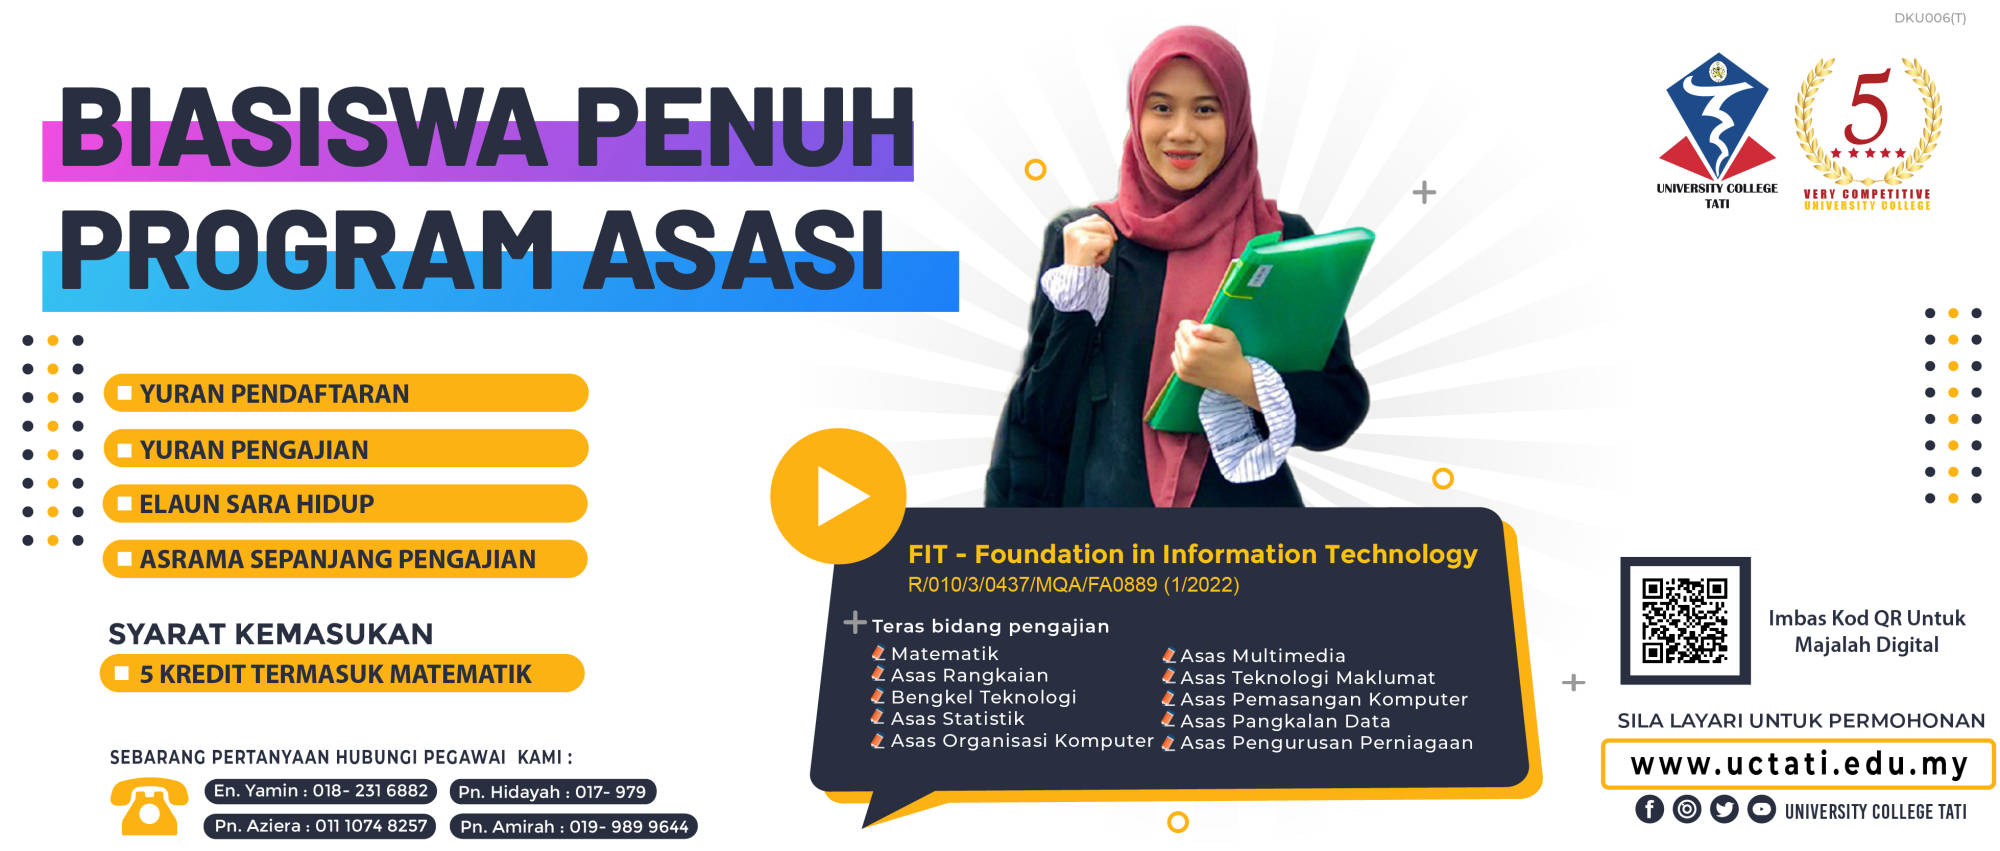 DKU006(T)
BIASISWA PENUH
PROGRAM ASASI
UNIVERSITY COLLEGE
TATI
5
VERY COMPETITIVE
UNIVERSITY COLLEGE
YURAN PENDAFTARAN
YURAN PENGAJIAN
ELAUN SARA HIDUP
ASRAMA SEPANJANG PENGAJIAN
SYARAT KEMASUKAN
5 KREDIT TERMASUK MATEMATIK
SEBARANG PERTANYAAN HUBUNGI PEGAWAI KAMI :
En. Yamin : 018- 231 6882
Pn. Hidayah : 017- 979
Pn. Aziera : 011 1074 8257
Pn. Amirah : 019- 989 9644
FIT - Foundation in Information Technology
R/010/3/0437/MQA/FA0889 (1/2022)
Teras bidang pengajian
Matematik
Asas Rangkaian
Bengkel Teknologi
Asas Statistik
Asas Organisasi Komputer
Asas Multimedia
Asas Teknologi Maklumat
Asas Pemasangan Komputer
Asas Pangkalan Data
Asas Pengurusan Perniagaan
Imbas Kod QR Untuk
Majalah Digital
SILA LAYARI UNTUK PERMOHONAN
www.uctati.edu.my
UNIVERSITY COLLEGE TATI